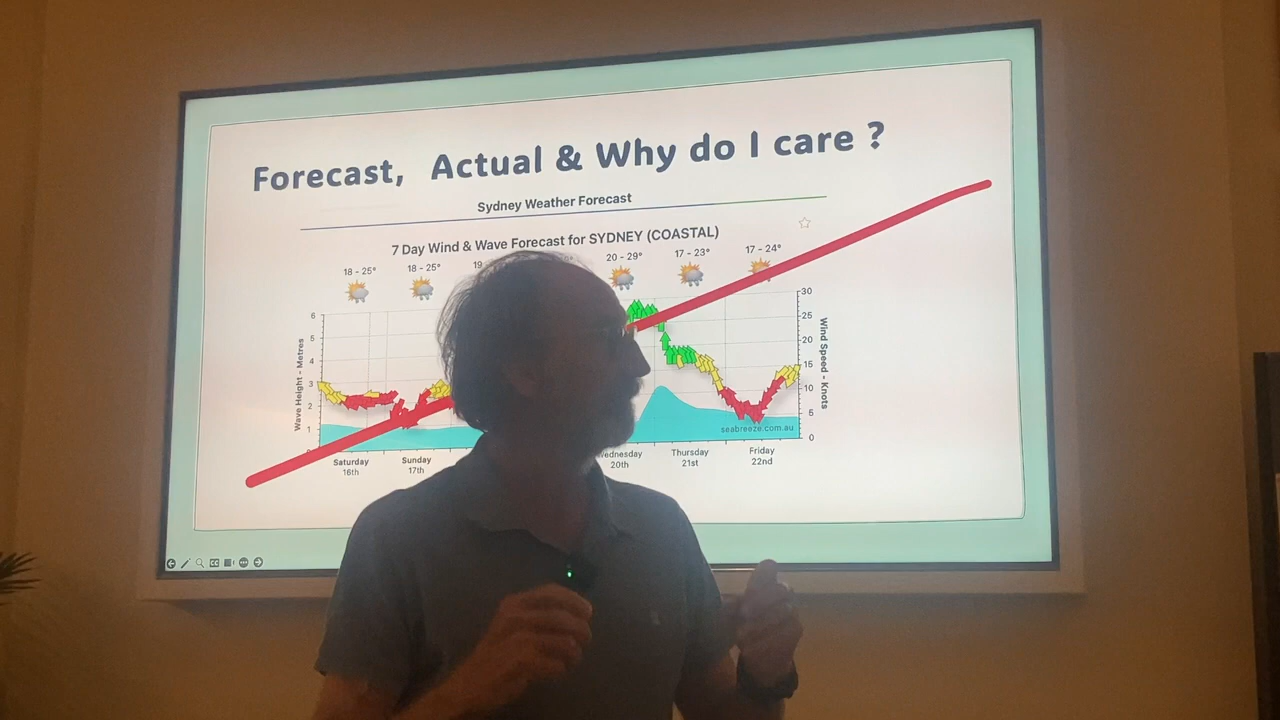 Forecast, Actual & Why do I care ?
Sydney Weather Forecast
7 Day Wind & Wave Forecast for SYDNEY (COASTAL)
18 - 25° 18 - 25° 19 20 - 29° 17 - 23° 17 - 24°
Wave Height - Metres
6
5
4
3
2
1
30
25
20
15
10
5
0
Wind Speed - Knots
seabreeze.com.au
Saturday Sunday Wednesday Thursday Friday
16th 17th 20th 21st 22nd
CC